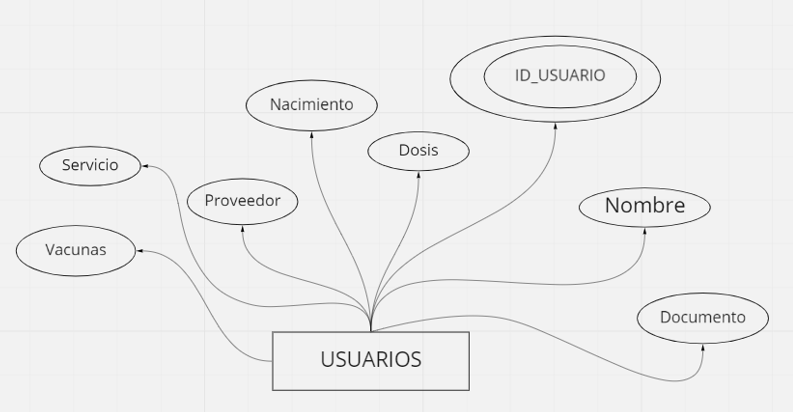 ID_USUARIO
Nacimiento
Dosis
Servicio
Proveedor
Nombre
Vacunas
Documento
USUARIOS